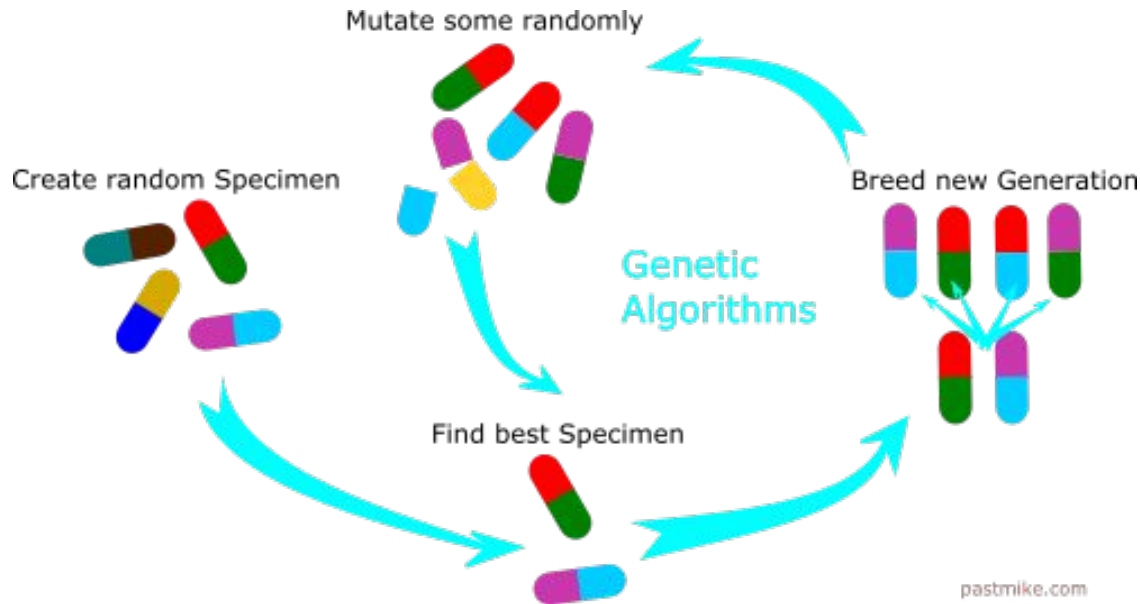 Mutate some randomly
Create random Specimen
Breed new Generation
Genetic
Algorithms
Find best Specimen
pastmike.com